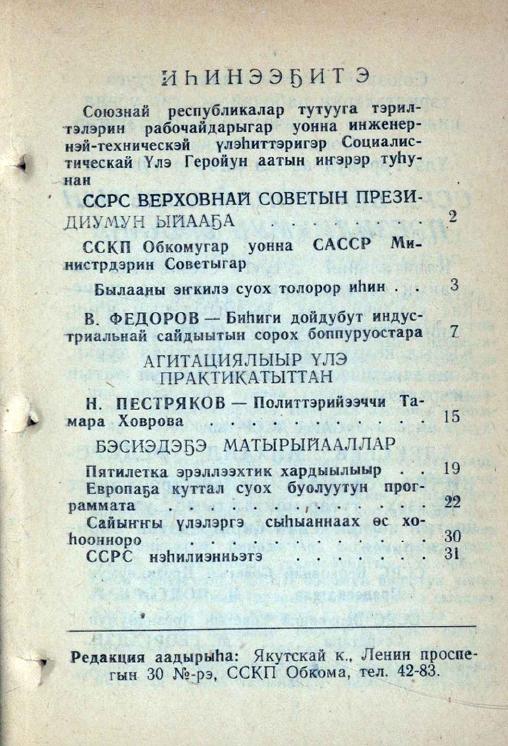 ИҺИНЭЭҔИТЭ
Союзнай республикалар тутууга тэрил-
тэлэрин рабочайдарыгар уонна инженер-
нэй-техническэй үлэһиттэригэр Социалис-
тическай Үлэ Геройун аатын иҥэрэр туһу-
нан
ССРС ВЕРХОВНАЙ СОВЕТЫН ПРЕЗИ-
ДИУМУН ЫЙААҔА . . . . . . 2
ССКП Обкомугар уонна САССР Ми-
нистрдэрин Советыгар
Былааны эҥкилэ суох толорор иһин . . . 3
В. ФЕДОРОВ — Биһиги дойдубут индус-
триальнай сайдыытын сорох боппуруостара 7
АГИТАЦИЯЛЫЫР ҮЛЭ
ПРАКТИКАТЫТТАН
Н. ПЕСТРЯКОВ — Политтэрийээччи Та-
мара Ховрова . . . . . . . 15
БЭСИЭДЭҔЭ МАТЫРЫЙААЛЛАР
Пятилетка эрэллээхтик хардыылыыр . . 19
Европаҕа куттал суох буолуутун прог-
раммата . . . . . . . . 22
Сайыҥҥы үлэлэргэ сыһыаннаах өс хо-
һоонноро . . . . . . . . 30
ССРС нэһилиэнньэтэ . . . . . . 31
Редакция аадырыһа: Якутскай к., Ленин проспе-
гын 30 №-рэ, ССКП Обкома, тел. 42-83.